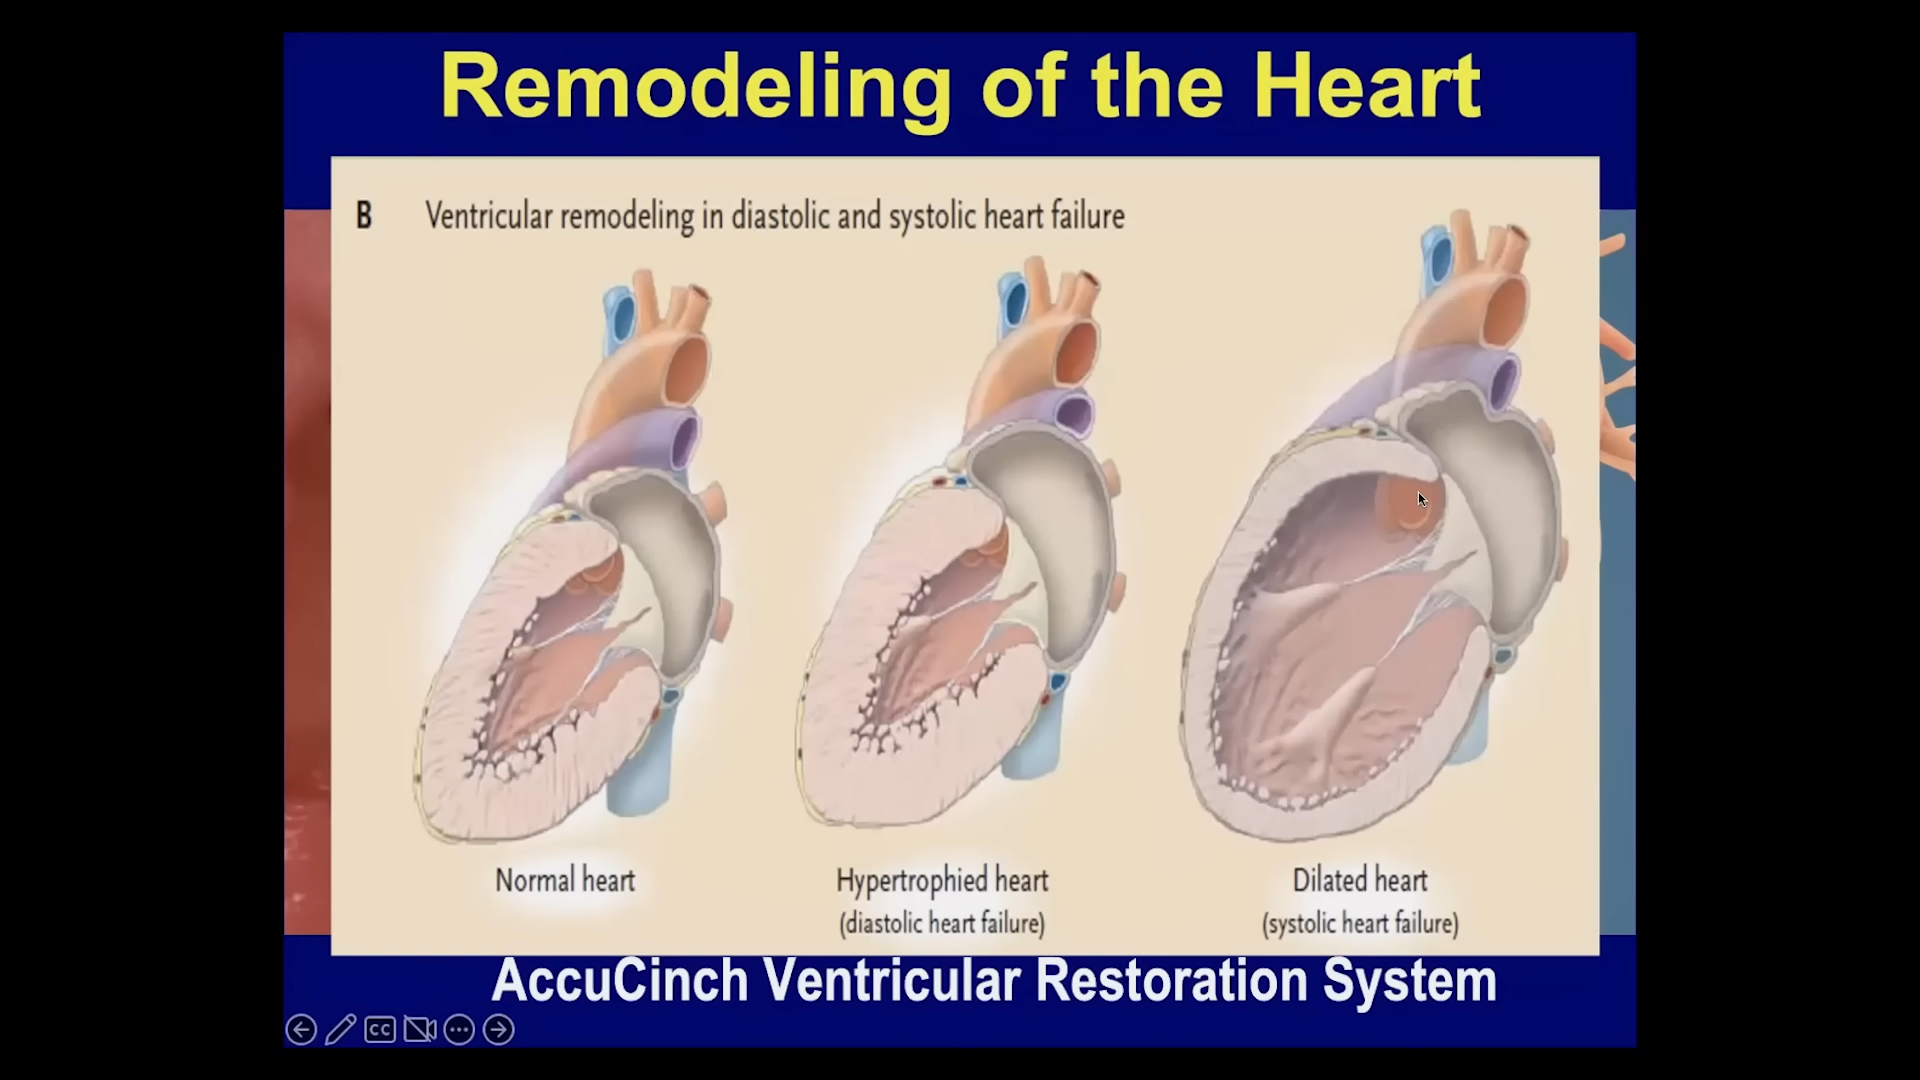 Remodeling of the Heart
B Ventricular remodeling in diastolic and systolic heart failure
Normal heart
Hypertrophied heart
(diastolic heart failure)
Dilated heart
(systolic heart failure)
AccuCinch Ventricular Restoration System
CC